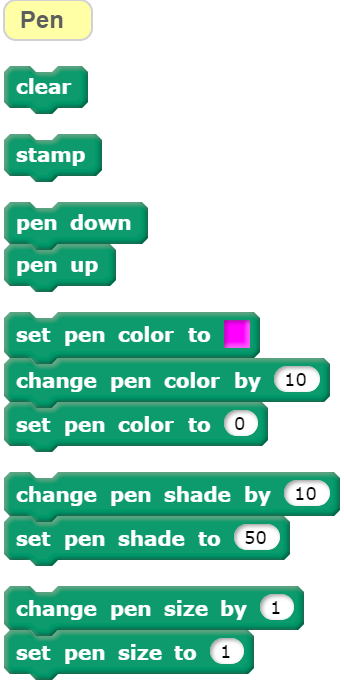 Pen
clear
stamp
pen down
pen up
set pen color to
change pen color by 10
set pen color to 0
change pen shade by 10
set pen shade to 50
change pen size by 1
set pen size to 1